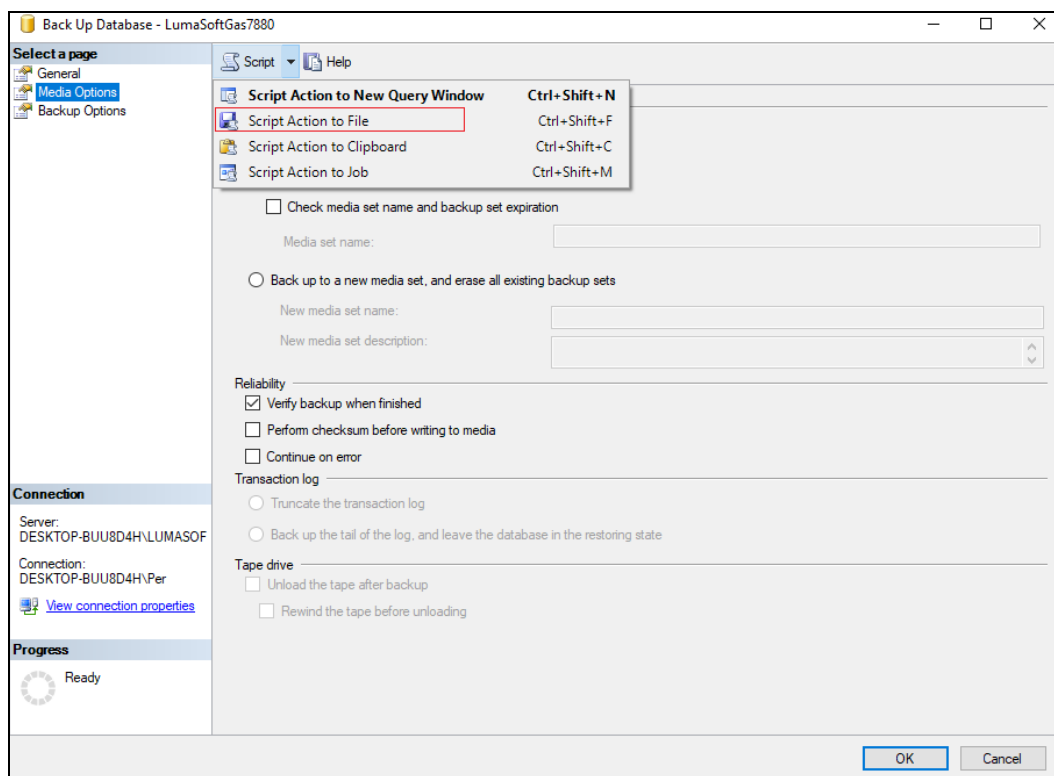 Back Up Database - LumaSoftGas7880
Select a page
General
Media Options
Backup Options
Script
Help
Script Action to New Query Window Ctrl+Shift+N
Script Action to File Ctrl+Shift+F
Script Action to Clipboard Ctrl+Shift+C
Script Action to Job Ctrl+Shift+M
Check media set name and backup set expiration
Media set name:
Back up to a new media set, and erase all existing backup sets
New media set name:
New media set description:
Reliability
Verify backup when finished
Perform checksum before writing to media
Continue on error
Transaction log
Truncate the transaction log
Back up the tail of the log, and leave the database in the restoring state
Tape drive
Unload the tape after backup
Rewind the tape before unloading
Connection
Server:
DESKTOP-BUU8D4H\LUMASOF
Connection:
DESKTOP-BUU8D4H\Per
View connection properties
Progress
Ready
OK
Cancel